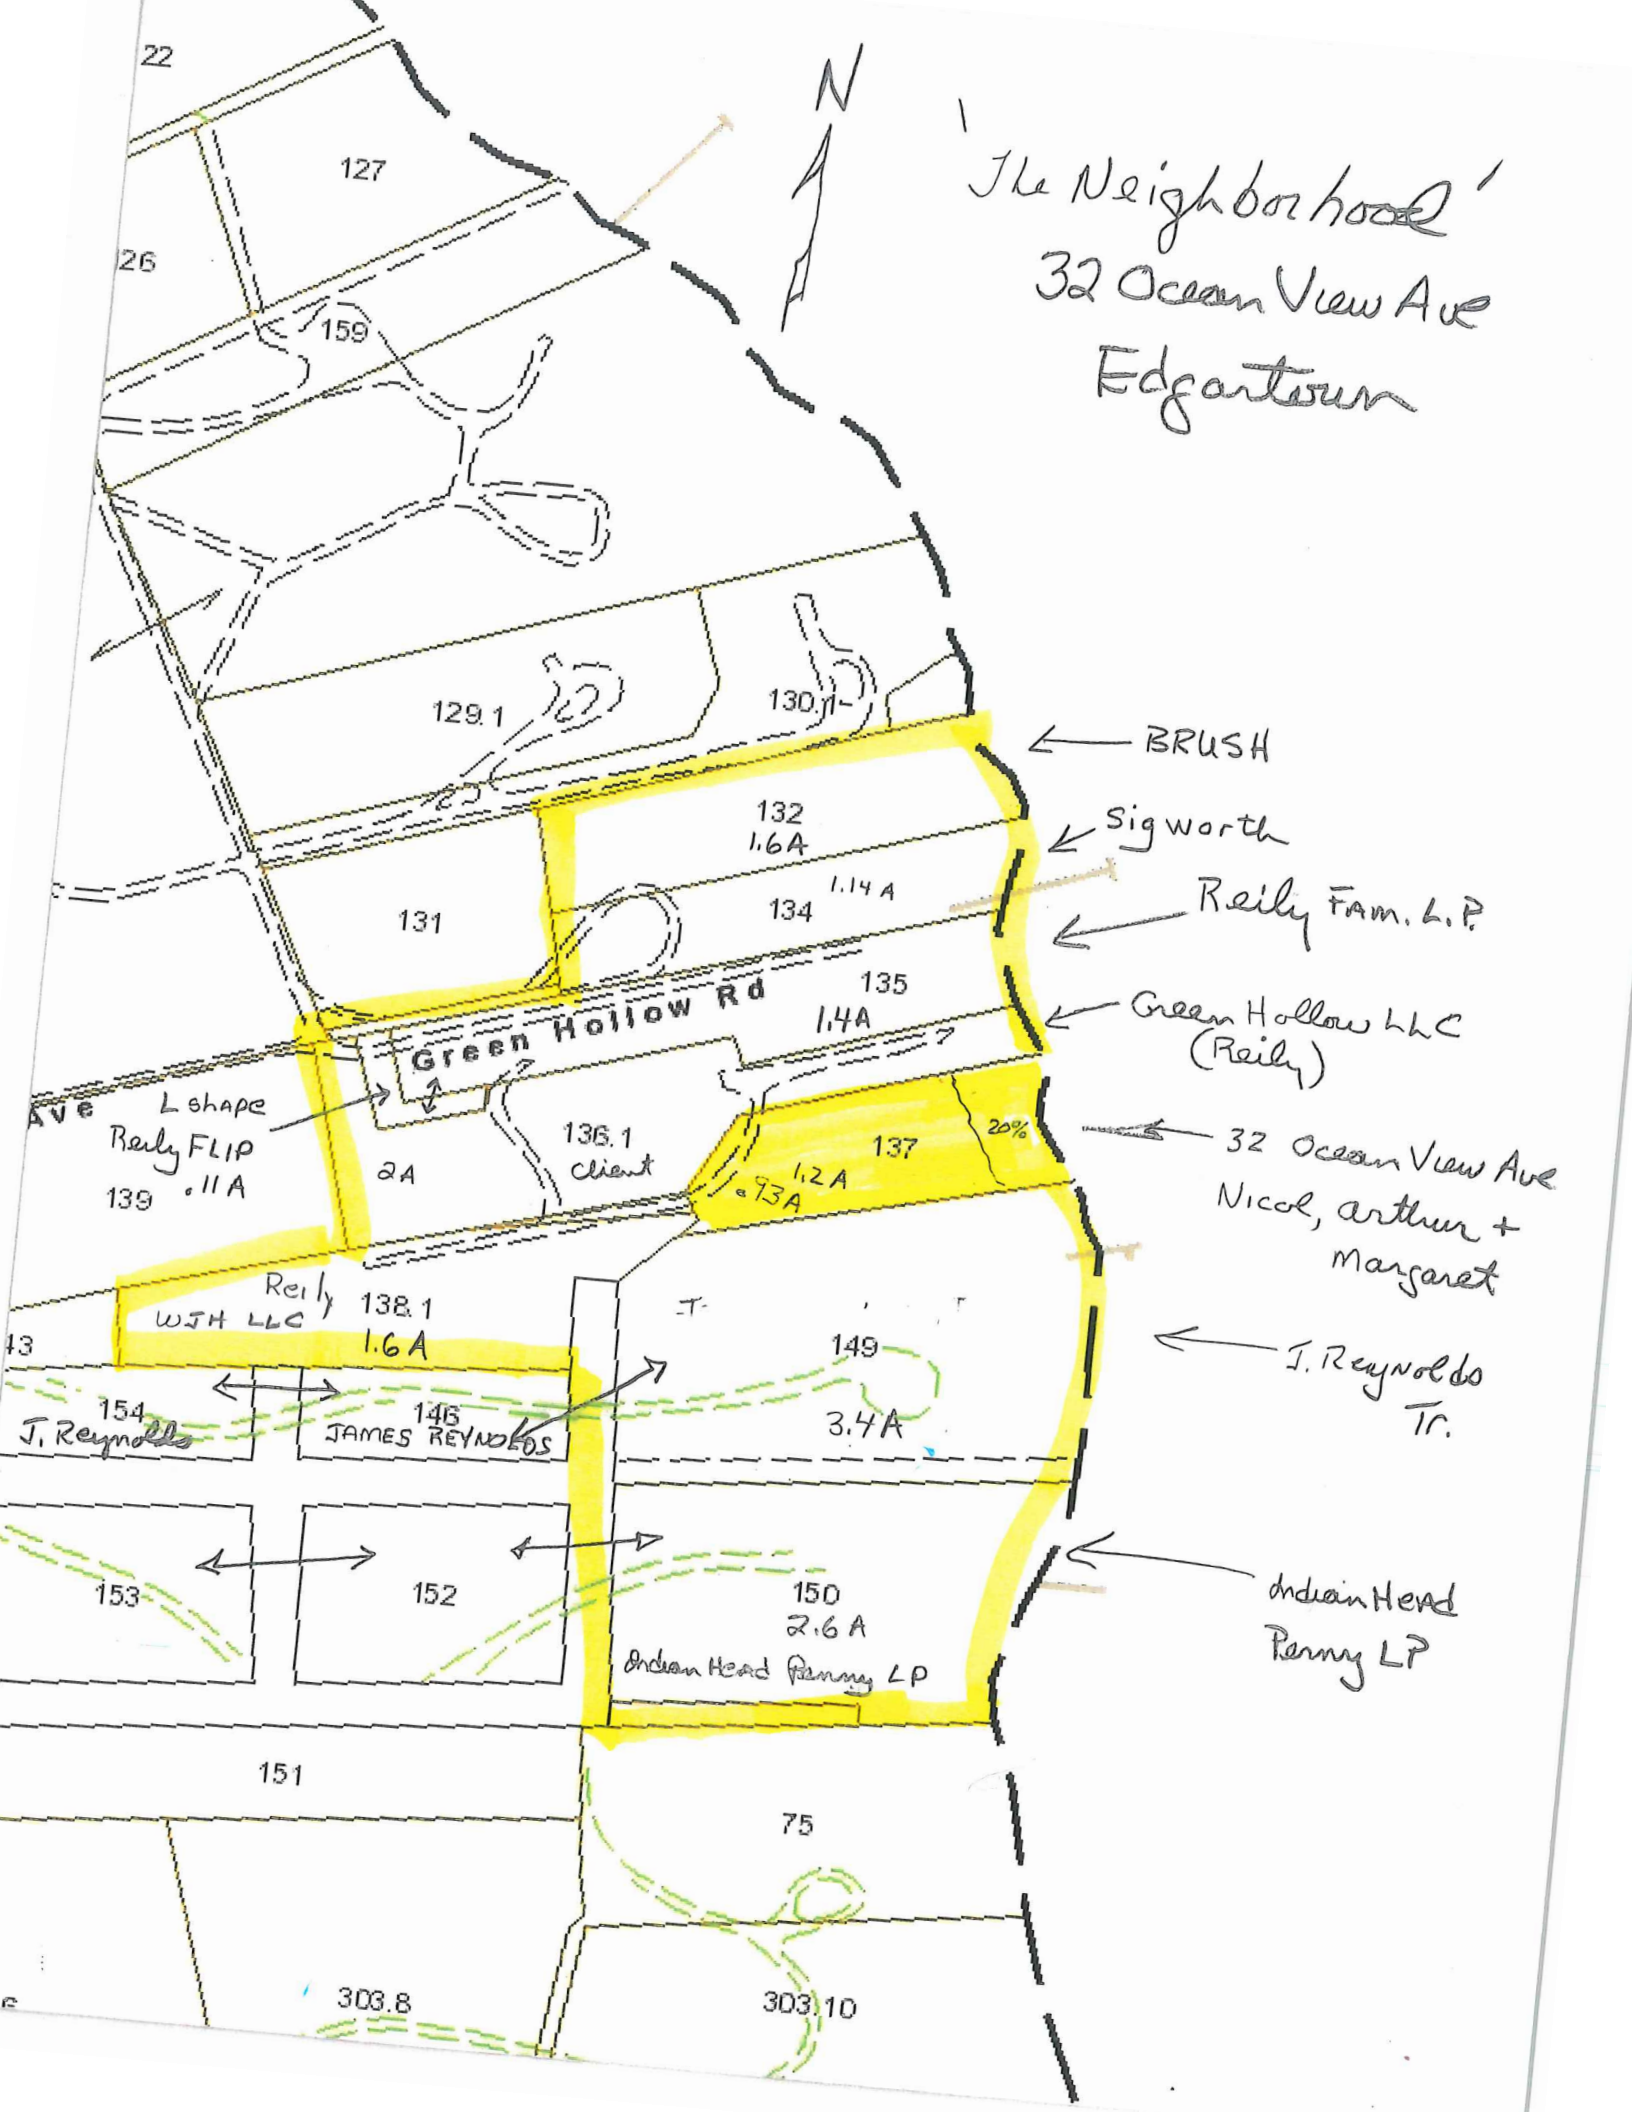 22
N
'The Neighborhood'
32 Ocean View Ave
Edgartown
127
26
159
129.1
130.1
BRUSH
132
1.6A
Sigworth
1.14 A
134
Reily FAM. L.P.
131
135
1.4A
Green Hollow Rd
Green Hollow LLC
(Reily)
Ave
L shape
Reily FLIP
.11A
139
2A
136.1
client
137
1.2 A
.93A
20%
32 Ocean View Ave
Nicol, Arthur +
Margaret
Reily
WJH LLC
138.1
1.6 A
43
149
3.4A
J. Reynolds
Tr.
154
J. Reynolds
146
JAMES REYNOLDS
153
152
150
2.6 A
Indian Head Penny LP
Indian Head
Penny LP
151
75
303.8
303.10